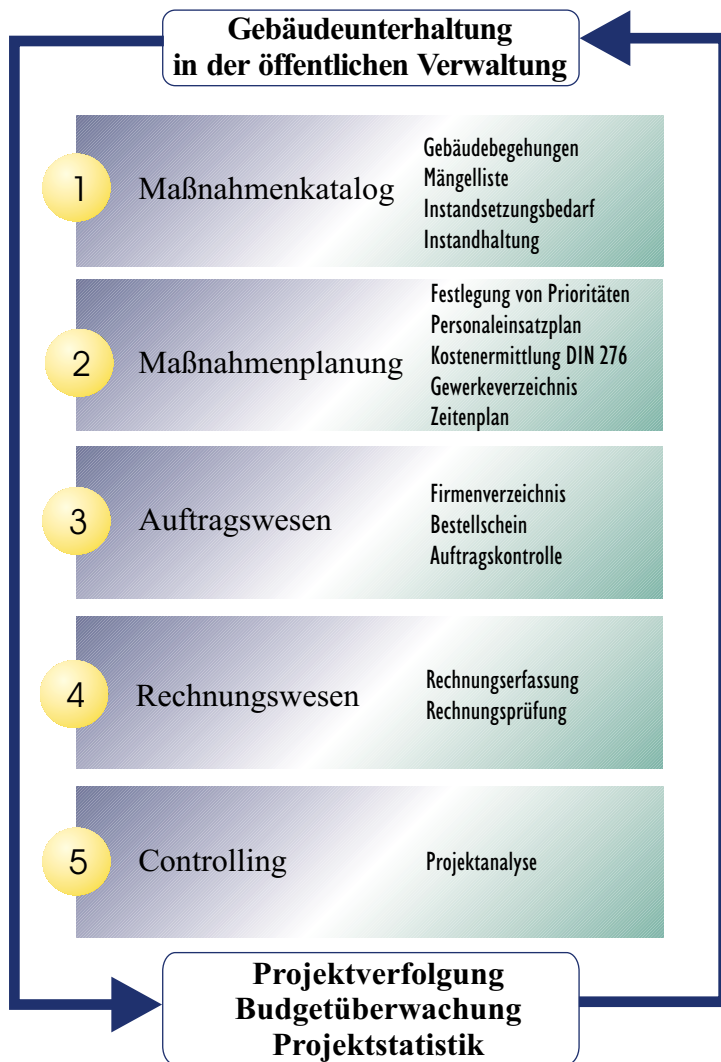 Gebäudeunterhaltung
in der öffentlichen Verwaltung
1
Maßnahmenkatalog
Gebäudebegehungen
Mängelliste
Instandsetzungsbedarf
Instandhaltung
2
Maßnahmenplanung
Festlegung von Prioritäten
Personaleinsatzplan
Kostenermittlung DIN 276
Gewerkeverzeichnis
Zeitenplan
3
Auftragswesen
Firmenverzeichnis
Bestellschein
Auftragskontrolle
4
Rechnungswesen
Rechnungserfassung
Rechnungsprüfung
5
Controlling
Projektanalyse
Projektverfolgung
Budgetüberwachung
Projektstatistik